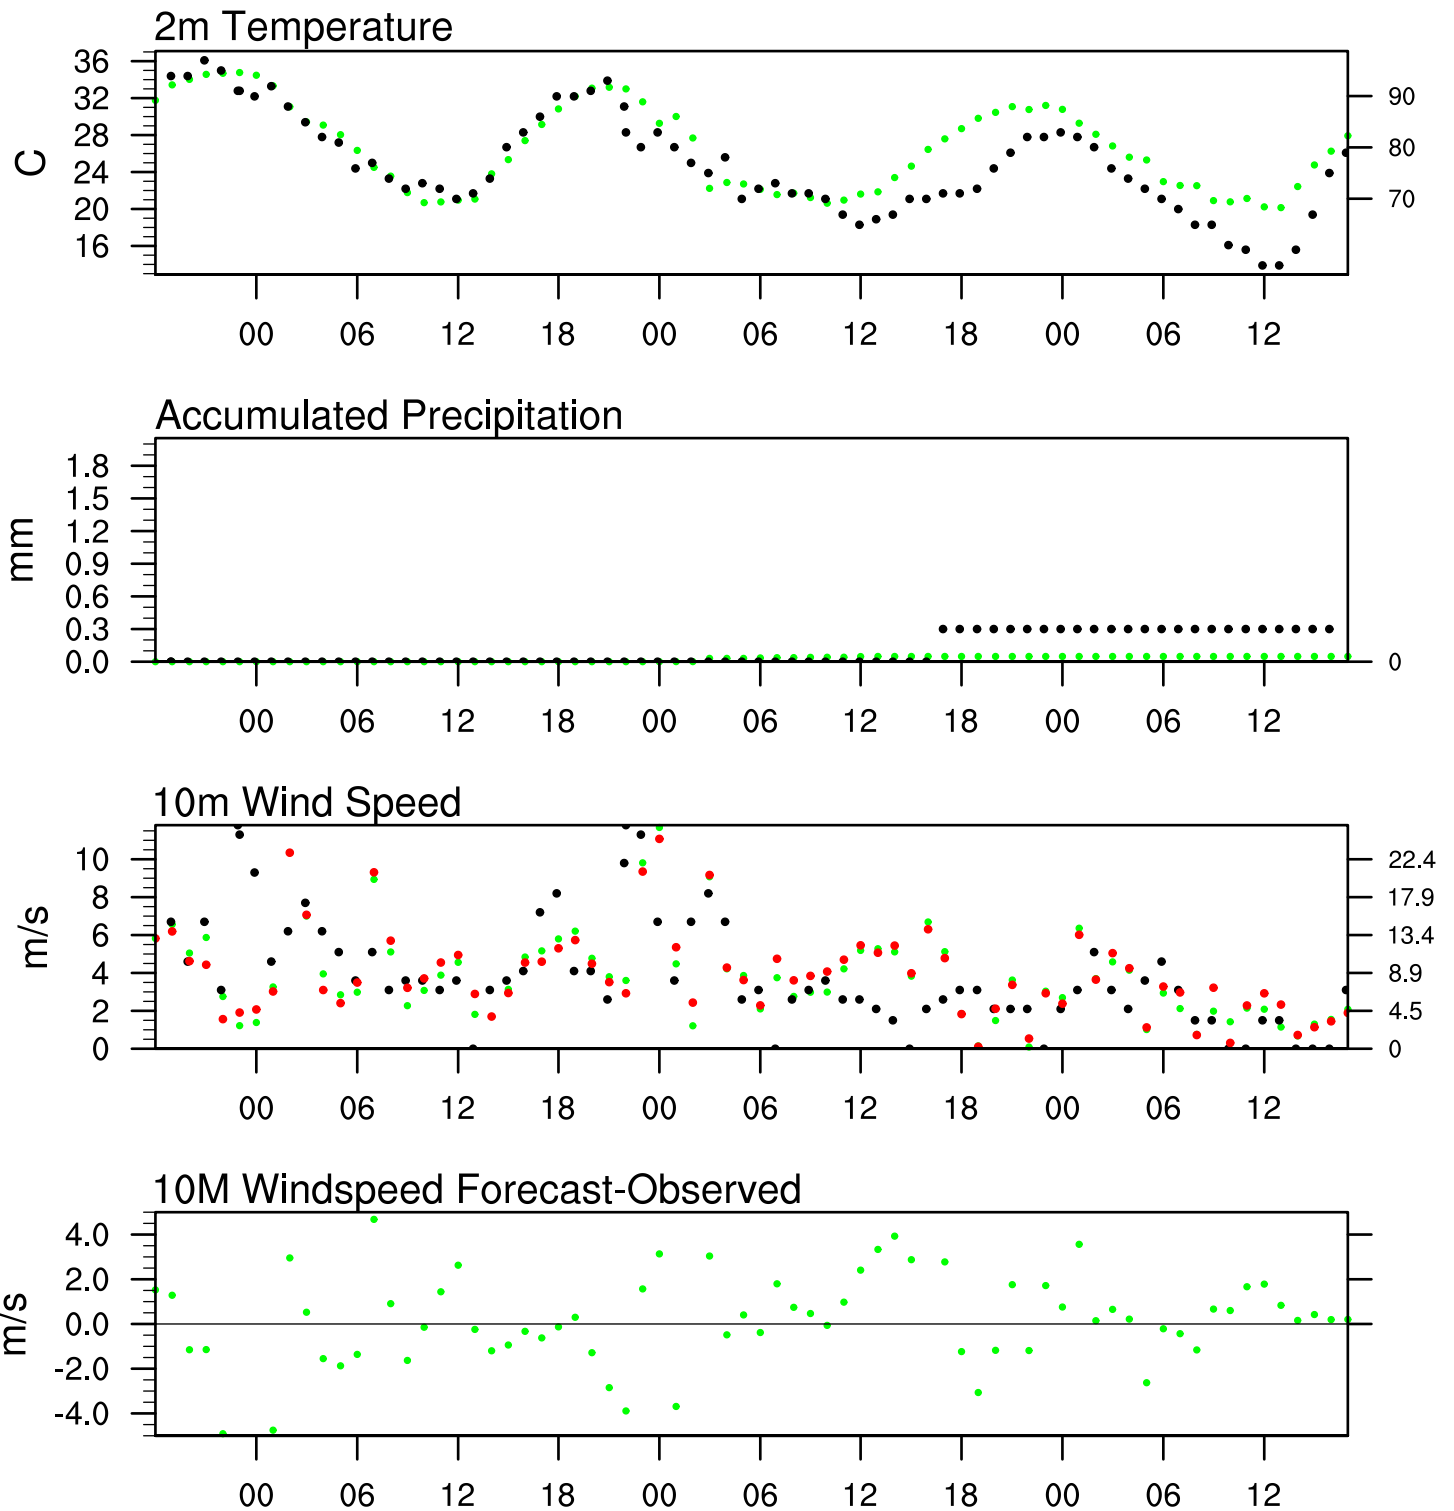 2m Temperature
C
36
32
28
24
20
16
90
80
70
00 06 12 18 00 06 12 18 00 06 12
Accumulated Precipitation
mm
1.8
1.5
1.2
0.9
0.6
0.3
0.0
0
00 06 12 18 00 06 12 18 00 06 12
10m Wind Speed
m/s
10
8
6
4
2
0
22.4
17.9
13.4
8.9
4.5
0
00 06 12 18 00 06 12 18 00 06 12
10M Windspeed Forecast-Observed
m/s
4.0
2.0
0.0
-2.0
-4.0
00 06 12 18 00 06 12 18 00 06 12